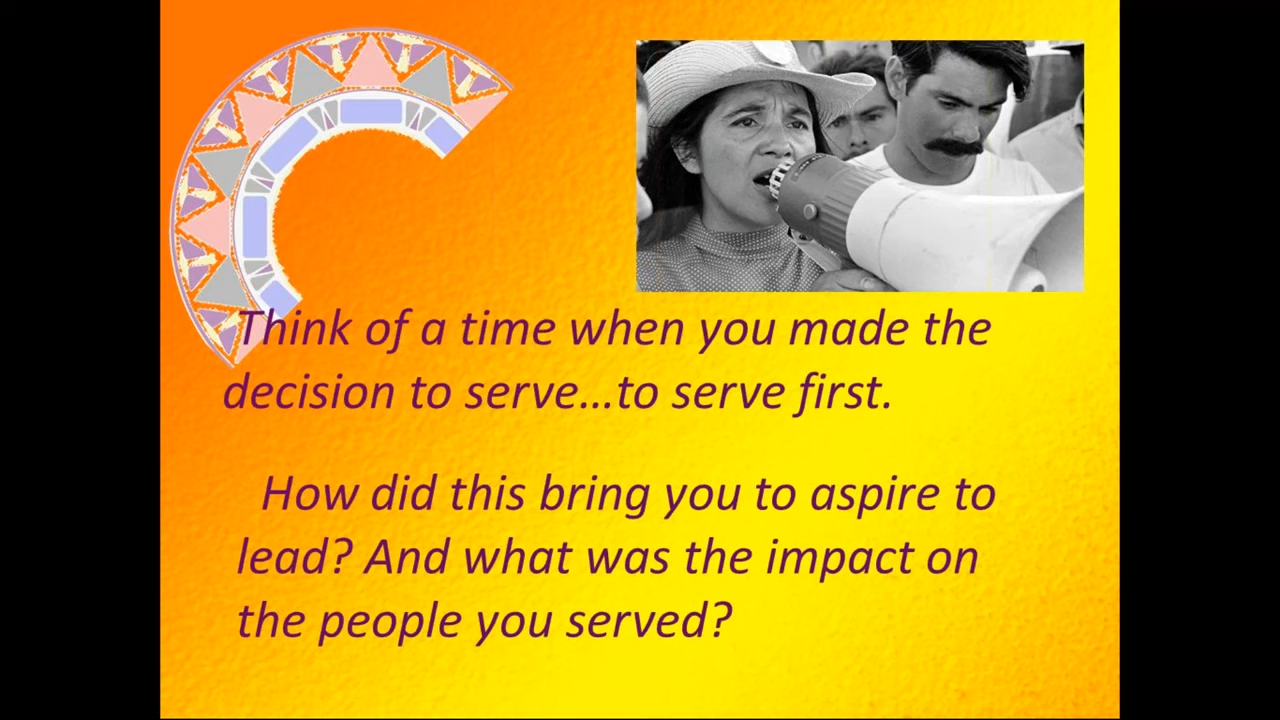 Think of a time when you made the
decision to serve…to serve first.
How did this bring you to aspire to
lead? And what was the impact on
the people you served?